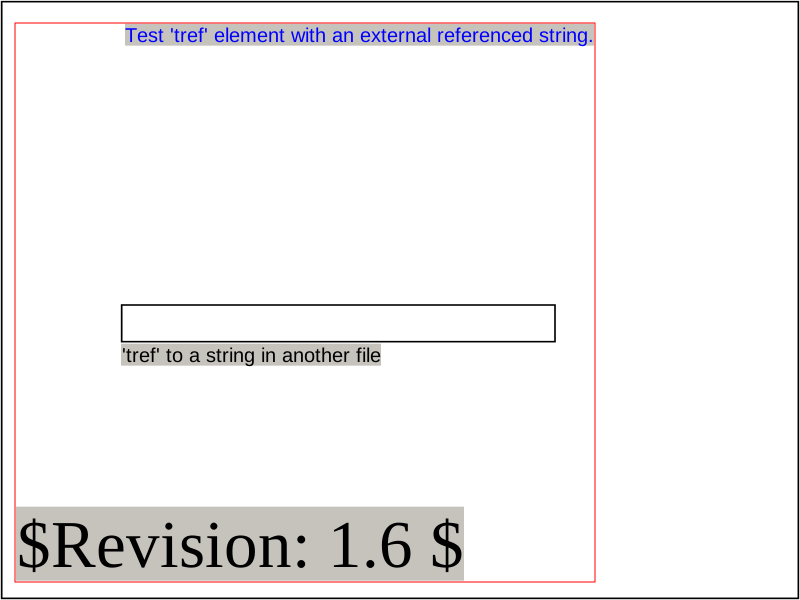 Test 'tref' element with an external referenced string.
'tref' to a string in another file
$Revision: 1.6 $